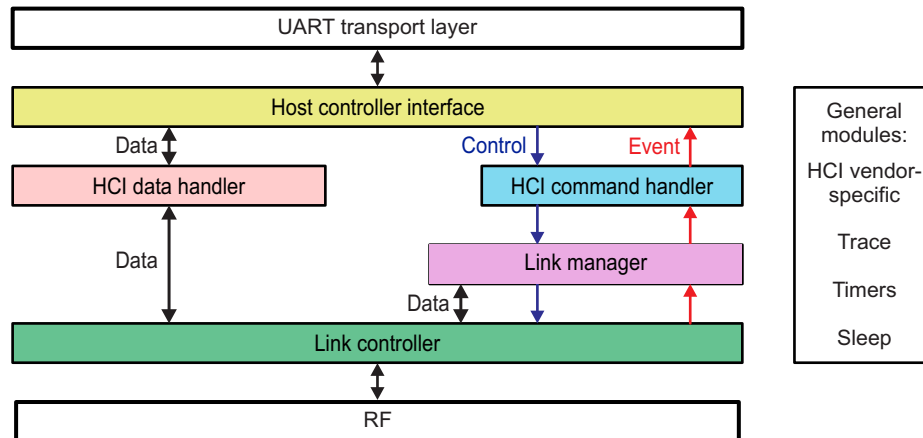 UART transport layer
Host controller interface
Data
Control
Event
HCI data handler
HCI command handler
Data
Link manager
Data
Link controller
RF
General
modules:
HCI vendor-
specific
Trace
Timers
Sleep